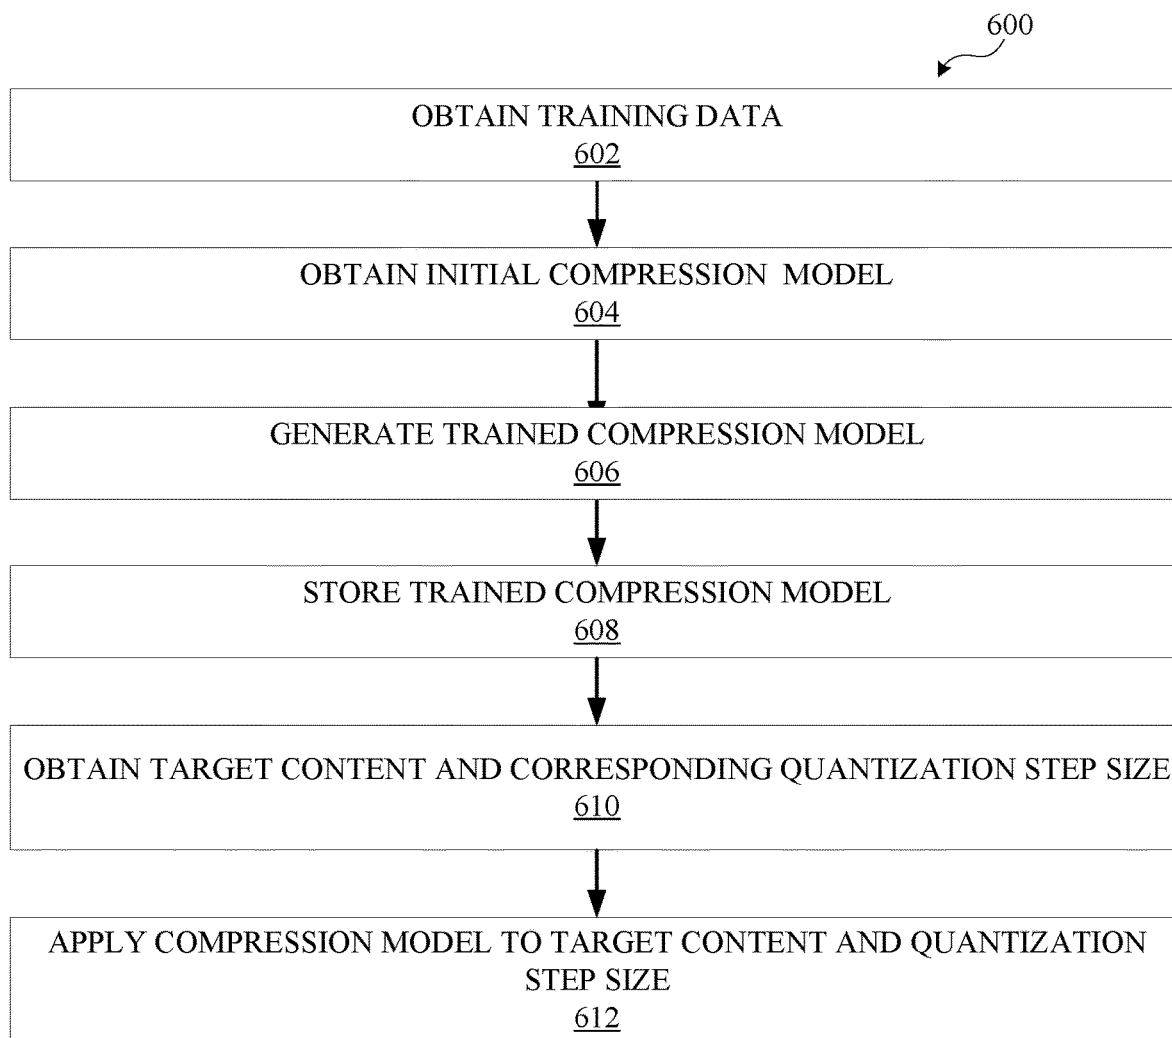 600
OBTAIN TRAINING DATA
602
OBTAIN INITIAL COMPRESSION MODEL
604
GENERATE TRAINED COMPRESSION MODEL
606
STORE TRAINED COMPRESSION MODEL
608
OBTAIN TARGET CONTENT AND CORRESPONDING QUANTIZATION STEP SIZE
610
APPLY COMPRESSION MODEL TO TARGET CONTENT AND QUANTIZATION
STEP SIZE
612